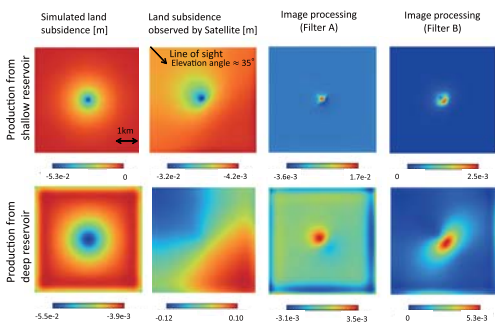 Simulated land
subsidence [m]
Land subsidence
observed by Satellite [m]
Image processing
(Filter A)
Image processing
(Filter B)
Production from
shallow reservoir
1km
Line of sight
Elevation angle ≈ 35°
-5.3e-2 0
-3.2e-2 -4.2e-3
-3.6e-3 1.7e-2
0 2.5e-3
Production from
deep reservoir
-5.5e-2 -3.9e-3
-0.12 0.10
-3.1e-3 3.5e-3
0 5.3e-3